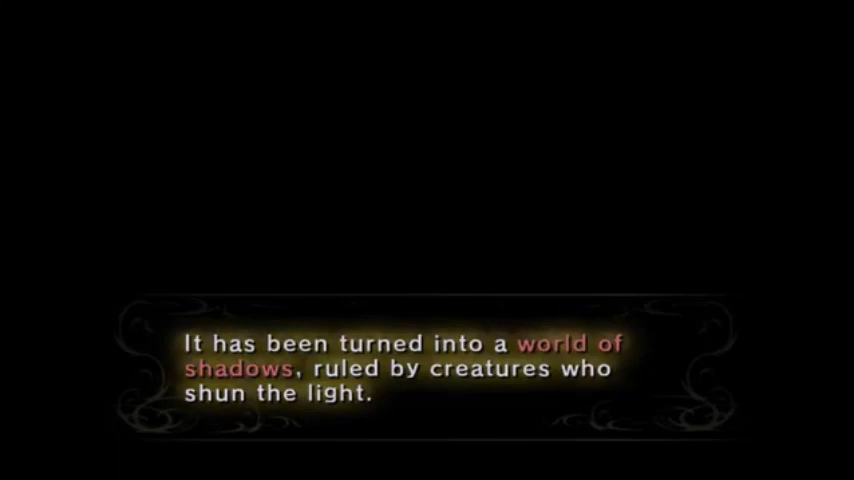 It has been turned into a world of
shadows, ruled by creatures who
shun the light.